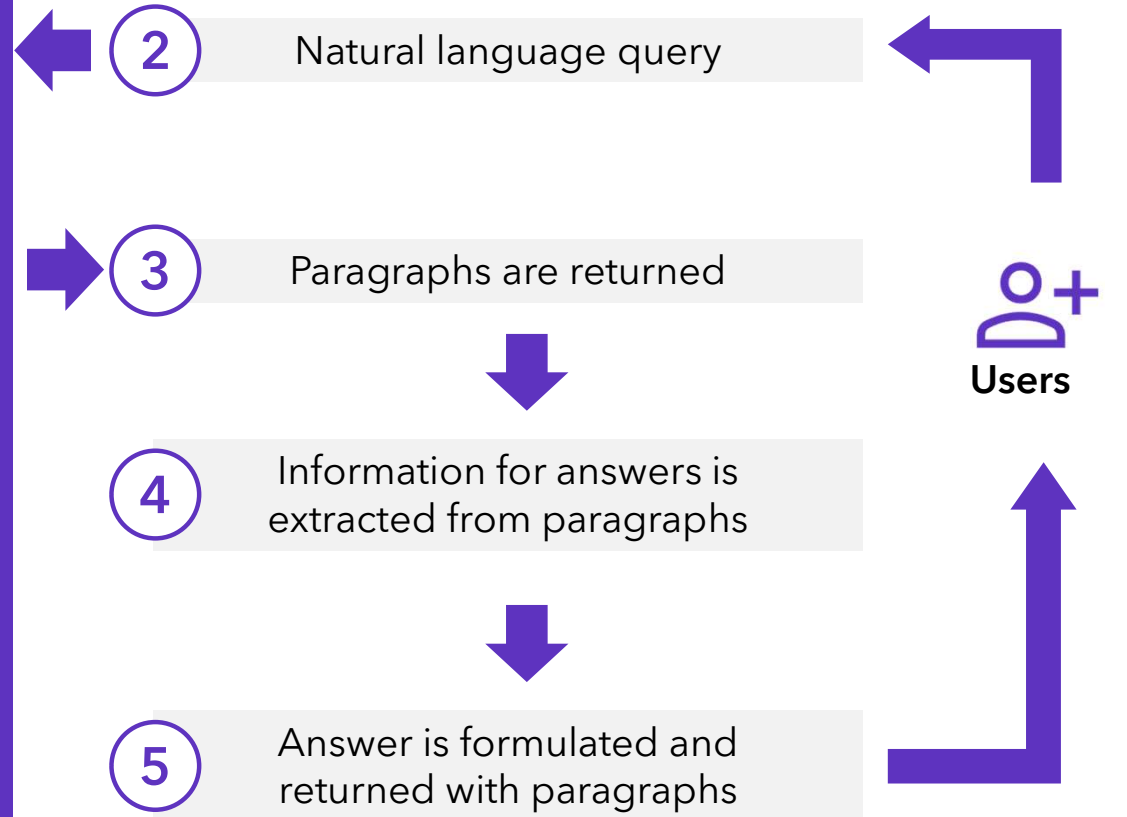 2
Natural language query
3
Paragraphs are returned
Users
4
Information for answers is
extracted from paragraphs
5
Answer is formulated and
returned with paragraphs